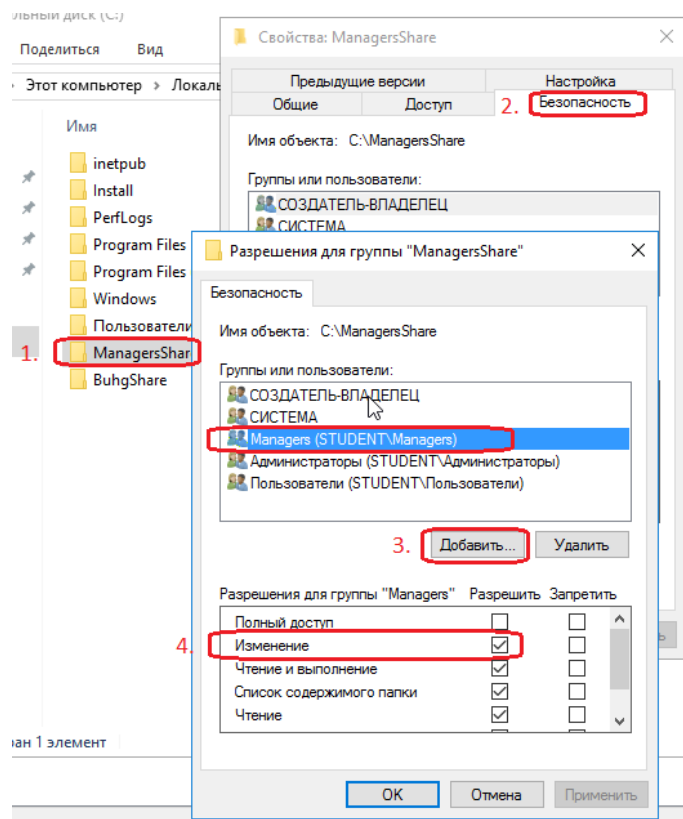 льный диск (C:)
Поделиться Вид
Этот компьютер › Локаль
Имя
inetpub
Install
PerfLogs
Program Files
Program Files
Windows
Пользователи
1. ManagersShar
BuhgShare
ран 1 элемент
Свойства: ManagersShare
Предыдущие версии Настройка
Общие Доступ 2. Безопасность
Имя объекта: C:\ManagersShare
Группы или пользователи:
СОЗДАТЕЛЬ-ВЛАДЕЛЕЦ
СИСТЕМА
Разрешения для группы "ManagersShare"
Безопасность
Имя объекта: C:\ManagersShare
Группы или пользователи:
СОЗДАТЕЛЬ-ВЛАДЕЛЕЦ
СИСТЕМА
Managers (STUDENT\Managers)
Администраторы (STUDENT\Администраторы)
Пользователи (STUDENT\Пользователи)
3. Добавить... Удалить
Разрешения для группы "Managers" Разрешить Запретить
Полный доступ
4. Изменение
Чтение и выполнение
Список содержимого папки
Чтение
ОК Отмена Применить